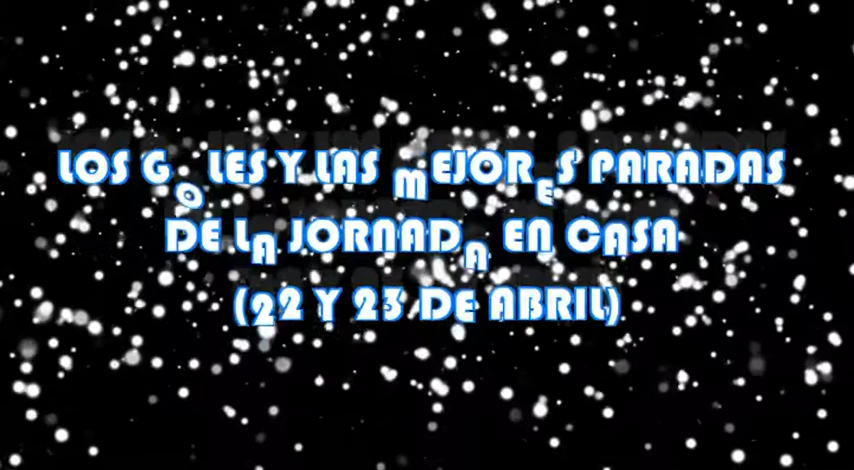 LOS GOLES Y LAS MEJORES PARADAS
DE LA JORNADA EN CASA
(22 Y 23 DE ABRIL)